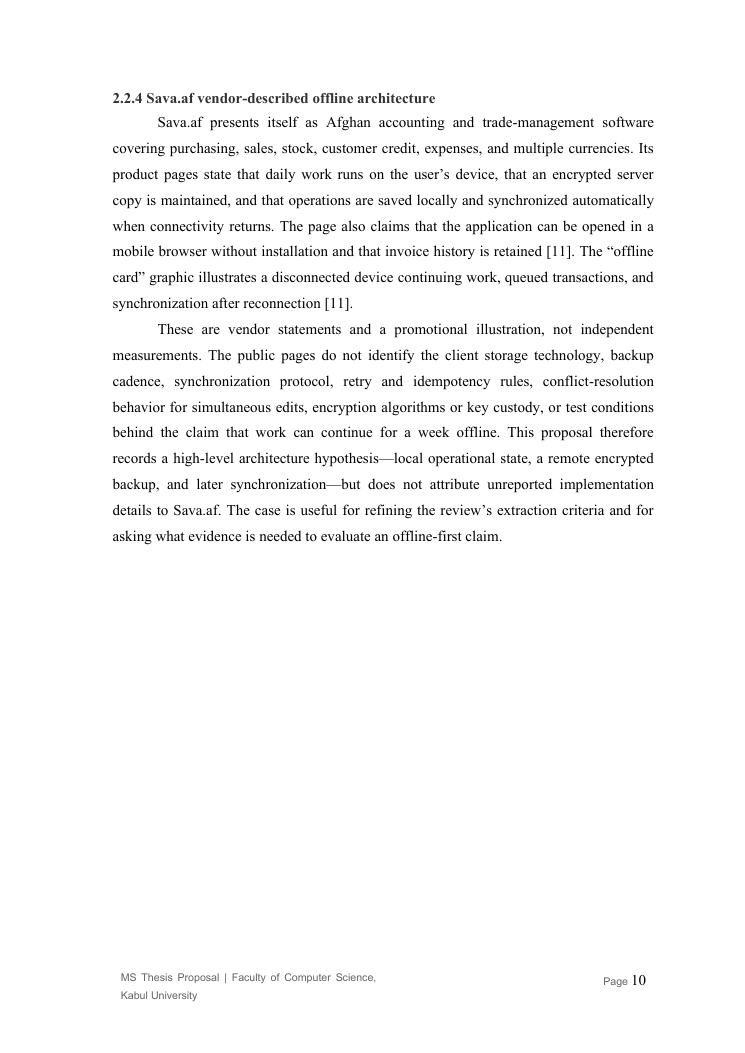 2.2.4 Sava.af vendor-described offline architecture
Sava.af presents itself as Afghan accounting and trade-management software
covering purchasing, sales, stock, customer credit, expenses, and multiple currencies. Its
product pages state that daily work runs on the user’s device, that an encrypted server
copy is maintained, and that operations are saved locally and synchronized automatically
when connectivity returns. The page also claims that the application can be opened in a
mobile browser without installation and that invoice history is retained [11]. The “offline
card” graphic illustrates a disconnected device continuing work, queued transactions, and
synchronization after reconnection [11].
These are vendor statements and a promotional illustration, not independent
measurements. The public pages do not identify the client storage technology, backup
cadence, synchronization protocol, retry and idempotency rules, conflict-resolution
behavior for simultaneous edits, encryption algorithms or key custody, or test conditions
behind the claim that work can continue for a week offline. This proposal therefore
records a high-level architecture hypothesis—local operational state, a remote encrypted
backup, and later synchronization—but does not attribute unreported implementation
details to Sava.af. The case is useful for refining the review’s extraction criteria and for
asking what evidence is needed to evaluate an offline-first claim.
MS Thesis Proposal | Faculty of Computer Science,
Kabul University
Page 10